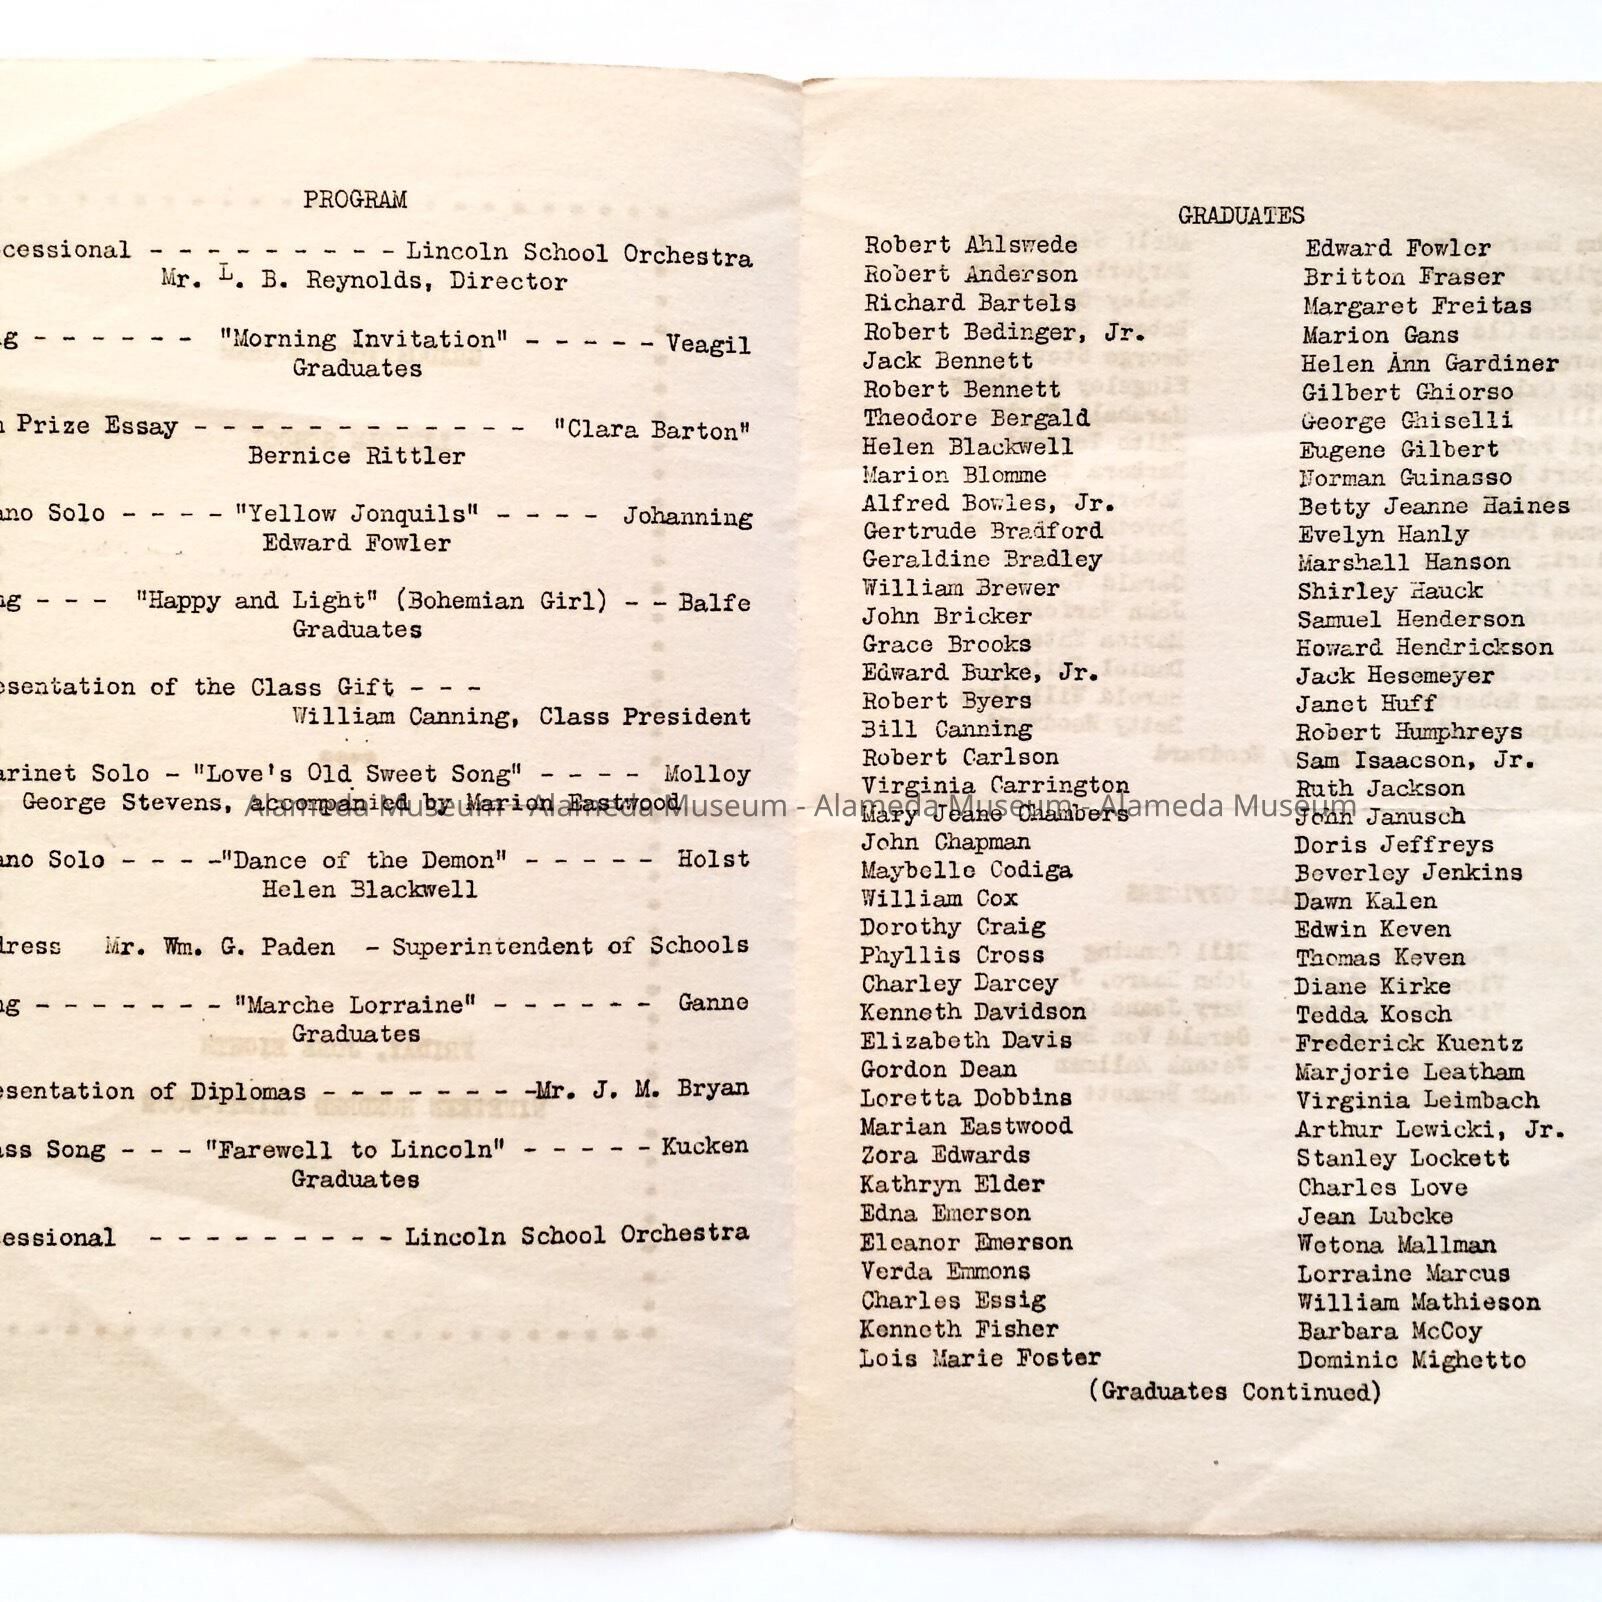 PROGRAM
cessional - - - - - - - - - Lincoln School Orchestra
Mr. L. B. Reynolds, Director
g - - - - - - "Morning Invitation" - - - - - Veagil
Graduates
Prize Essay - - - - - - - - - - - - "Clara Barton"
Bernice Rittler
no Solo - - - - "Yellow Jonquils" - - - - Johanning
Edward Fowler
g - - - "Happy and Light" (Bohemian Girl) - - Balfe
Graduates
esentation of the Class Gift - - -
William Canning, Class President
rinet Solo - "Love's Old Sweet Song" - - - - Molloy
George Stevens, accompanied by Marion Eastwood
no Solo - - - -"Dance of the Demon" - - - - - Holst
Helen Blackwell
dress Mr. Wm. G. Paden - Superintendent of Schools
g - - - - - - - "Marche Lorraine" - - - - - - Ganne
Graduates
esentation of Diplomas - - - - - - - -Mr. J. M. Bryan
ss Song - - - "Farewell to Lincoln" - - - - - Kucken
Graduates
essional - - - - - - - - - Lincoln School Orchestra
GRADUATES
Robert Ahlswede
Robert Anderson
Richard Bartels
Robert Bedinger, Jr.
Jack Bennett
Robert Bennett
Theodore Bergald
Helen Blackwell
Marion Blomme
Alfred Bowles, Jr.
Gertrude Bradford
Geraldine Bradley
William Brewer
John Bricker
Grace Brooks
Edward Burke, Jr.
Robert Byers
Bill Canning
Robert Carlson
Virginia Carrington
Mary Jeane Chambers
John Chapman
Maybelle Codiga
William Cox
Dorothy Craig
Phyllis Cross
Charley Darcey
Kenneth Davidson
Elizabeth Davis
Gordon Dean
Loretta Dobbins
Marian Eastwood
Zora Edwards
Kathryn Elder
Edna Emerson
Eleanor Emerson
Verda Emmons
Charles Essig
Kenneth Fisher
Lois Marie Foster
Edward Fowler
Britton Fraser
Margaret Freitas
Marion Gans
Helen Ann Gardiner
Gilbert Ghiorso
George Ghiselli
Eugene Gilbert
Norman Guinasso
Betty Jeanne Haines
Evelyn Hanly
Marshall Hanson
Shirley Hauck
Samuel Henderson
Howard Hendrickson
Jack Hesemeyer
Janet Huff
Robert Humphreys
Sam Isaacson, Jr.
Ruth Jackson
John Janusch
Doris Jeffreys
Beverley Jenkins
Dawn Kalen
Edwin Keven
Thomas Keven
Diane Kirke
Tedda Kosch
Frederick Kuentz
Marjorie Leatham
Virginia Leimbach
Arthur Lewicki, Jr.
Stanley Lockett
Charles Love
Jean Lubcke
Wetona Mallman
Lorraine Marcus
William Mathieson
Barbara McCoy
Dominic Mighetto
(Graduates Continued)
Alameda Museum - Alameda Museum - Alameda Museum - Alameda Museum